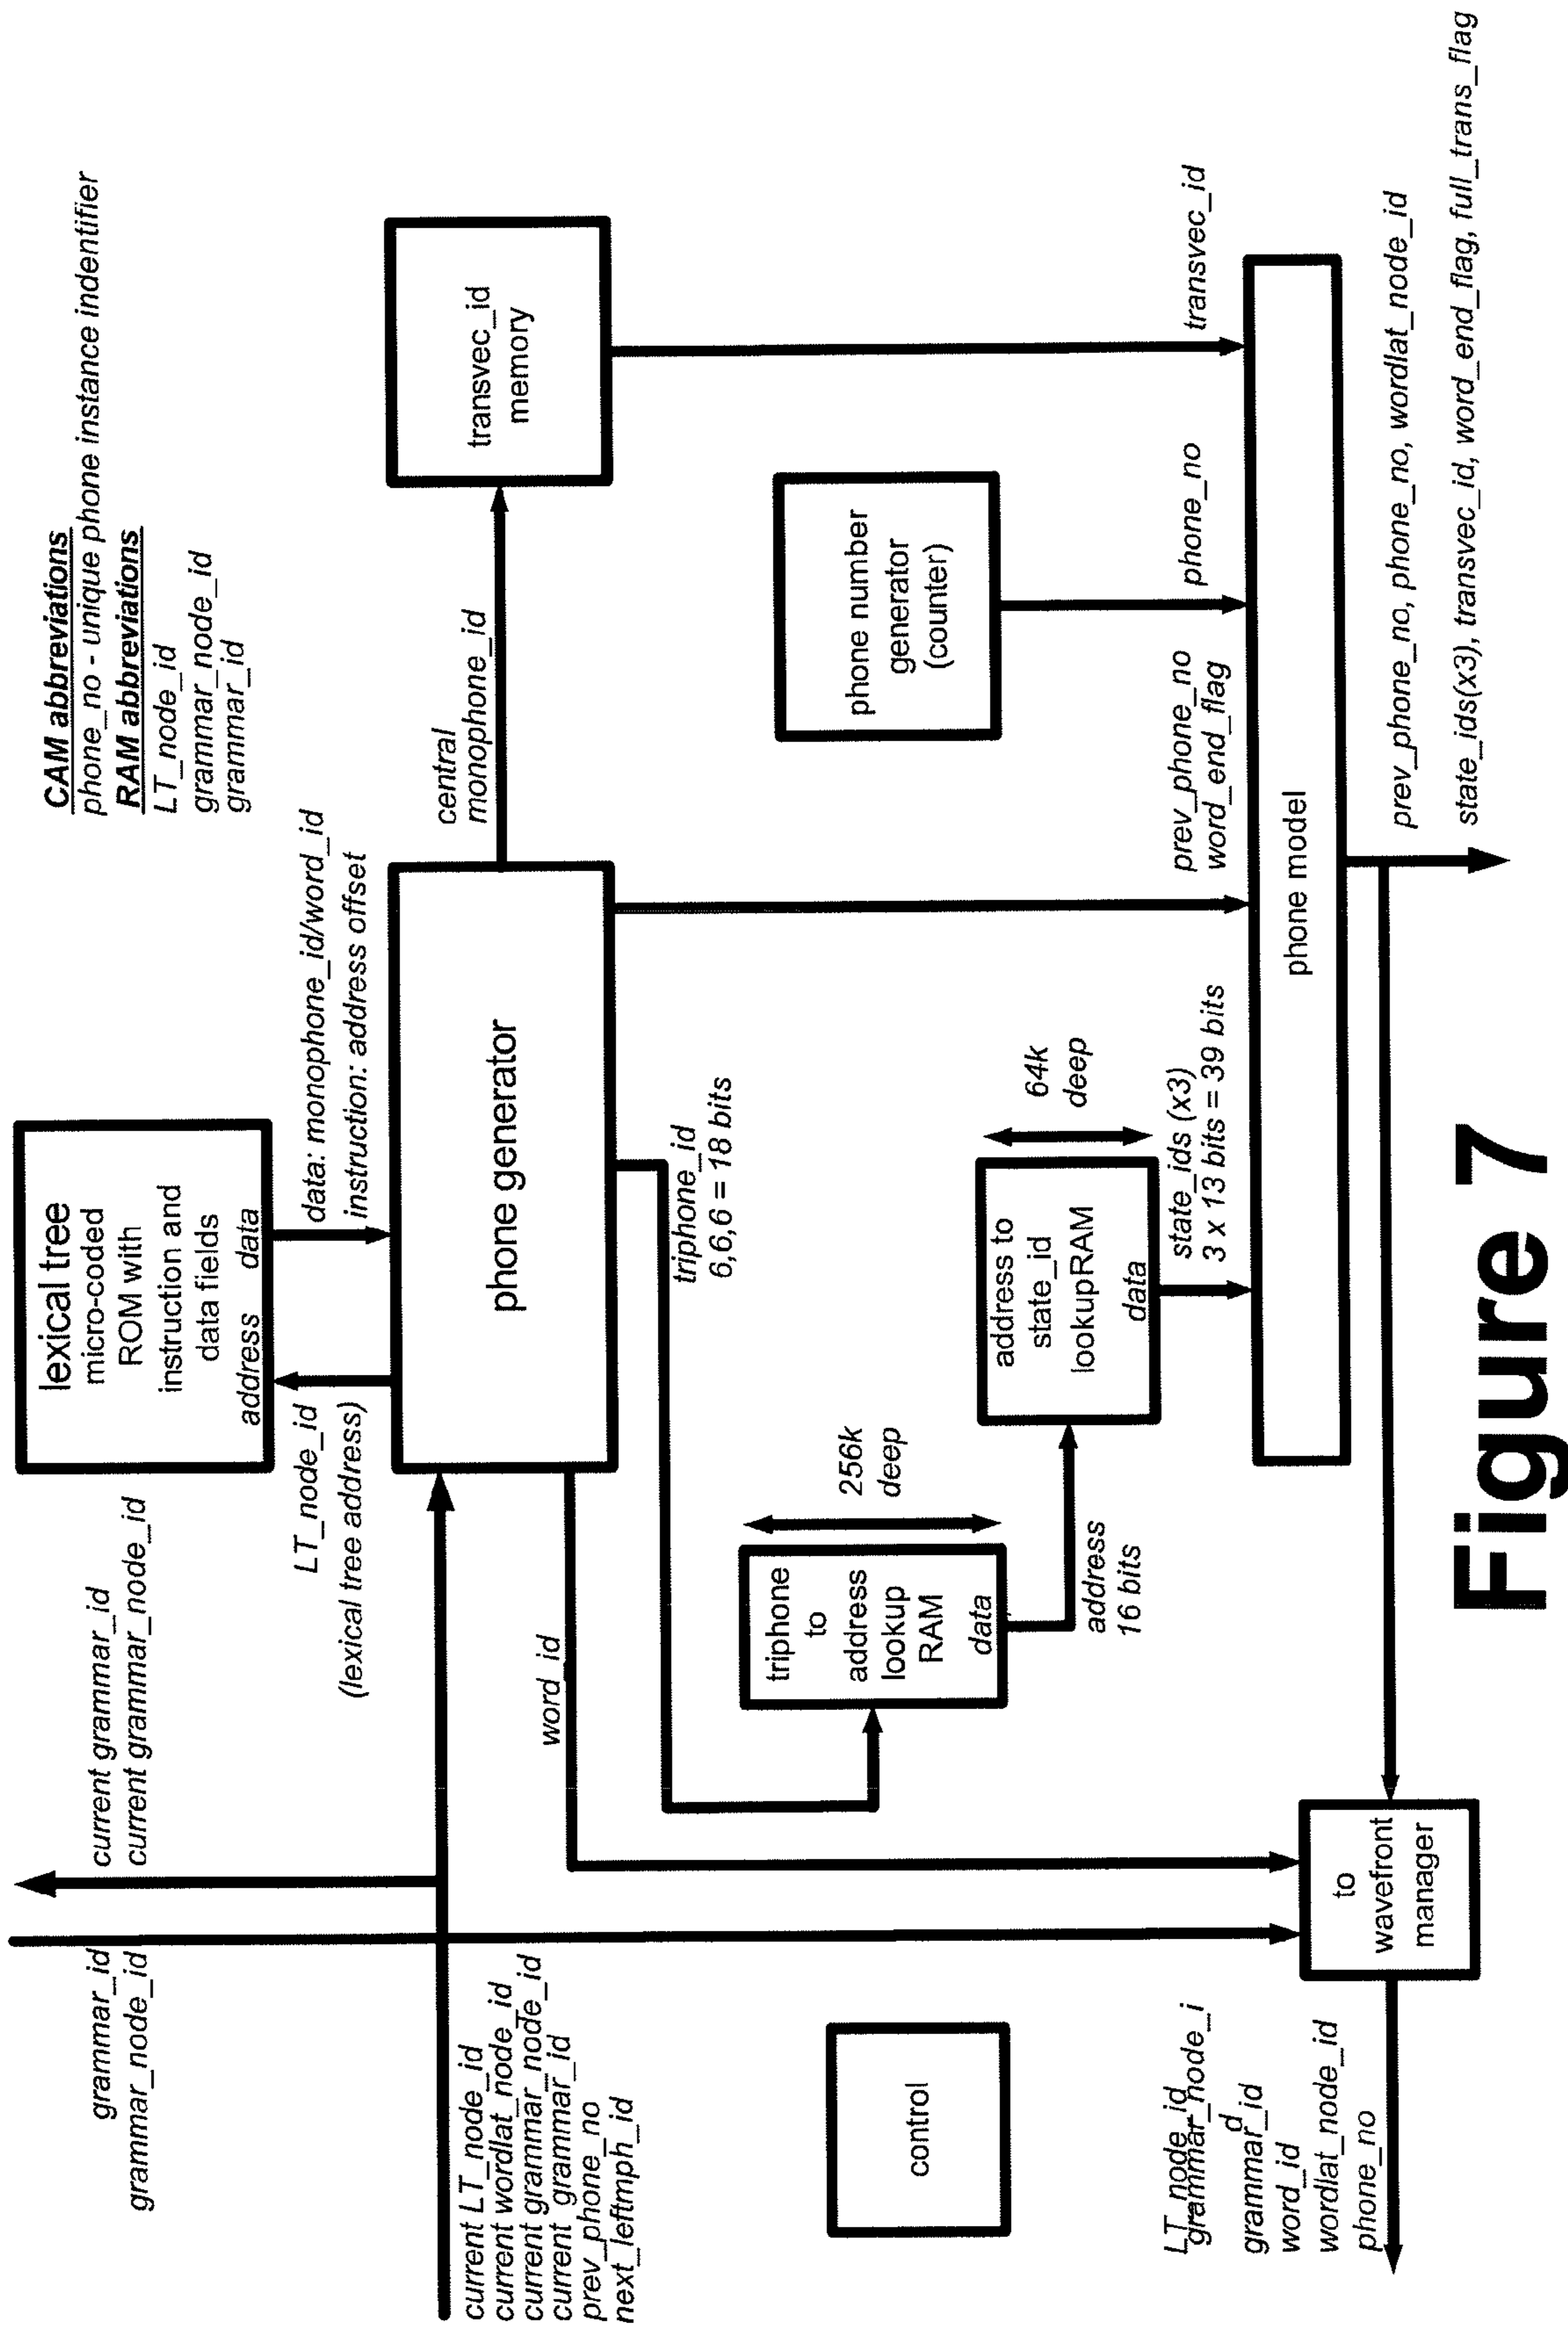 CAM abbreviations
phone_no - unique phone instance indentifier
RAM abbreviations
LT_node_id
grammar_node_id
grammar_id
grammar_id
grammar_node_id
current grammar_id
current grammar_node_id
lexical tree
micro-coded
ROM with
instruction and
data fields
address data
LT_node_id
(lexical tree address)
data: monophone_id/word_id
instruction: address offset
current LT_node_id
current wordlat_node_id
current grammar_node_id
current grammar_id
prev_phone_no
next_leftmph_id
phone generator
central
monophone_id
transvec_id
memory
word_id
triphone_id
6,6,6 = 18 bits
256k
deep
triphone
to
address
lookup
RAM
data
address
16 bits
64k
deep
address to
state_id
lookupRAM
data
state_ids (x3)
3 x 13 bits = 39 bits
phone number
generator
(counter)
prev_phone_no
word_end_flag
phone_no
transvec_id
control
phone model
to
wavefront
manager
LT_node_id
grammar_node_i
d
grammar_id
word_id
wordlat_node_id
phone_no
prev_phone_no, phone_no, wordlat_node_id
state_ids(x3), transvec_id, word_end_flag, full_trans_flag
Figure 7